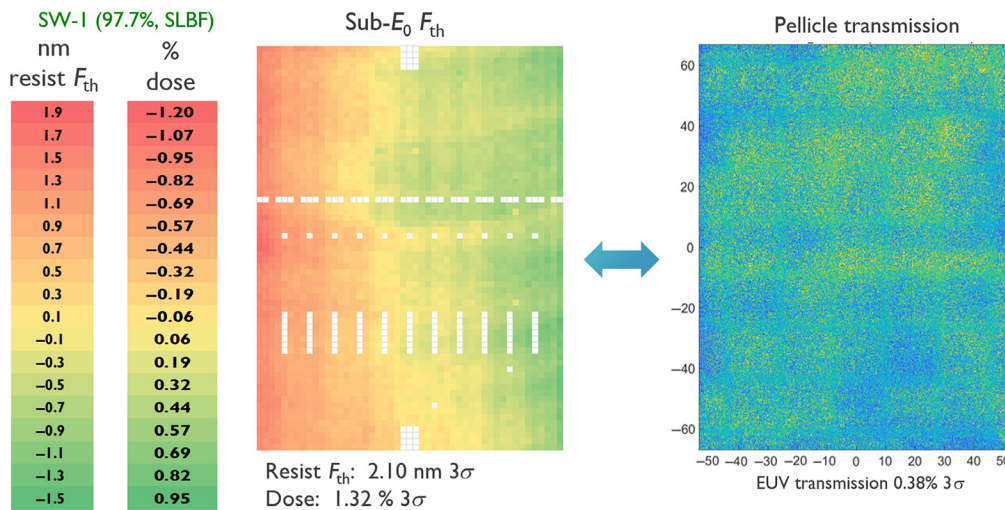 SW-1 (97.7%, SLBF)
nm
resist Fth
%
dose
1.9 −1.20
1.7 −1.07
1.5 −0.95
1.3 −0.82
1.1 −0.69
0.9 −0.57
0.7 −0.44
0.5 −0.32
0.3 −0.19
0.1 −0.06
−0.1 0.06
−0.3 0.19
−0.5 0.32
−0.7 0.44
−0.9 0.57
−1.1 0.69
−1.3 0.82
−1.5 0.95
Sub-E0 Fth
Resist Fth: 2.10 nm 3σ
Dose: 1.32 % 3σ
Pellicle transmission
60
40
20
0
−20
−40
−60
−50 −40 −30 −20 −10 0 10 20 30 40 50
EUV transmission 0.38% 3σ